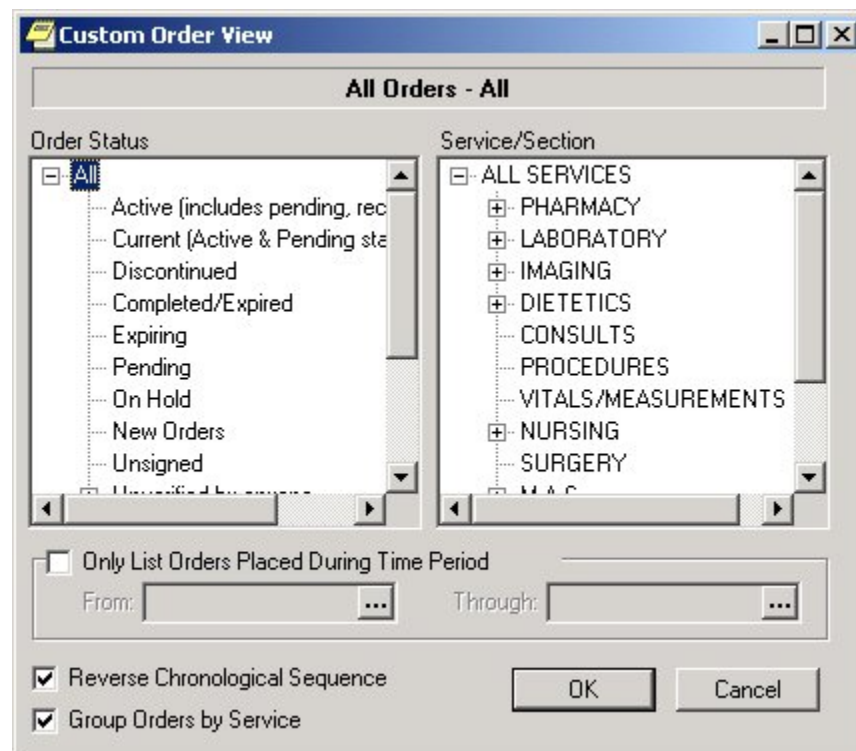 Custom Order View
All Orders - All
Order Status
All
Active (includes pending, rec
Current (Active & Pending sta
Discontinued
Completed/Expired
Expiring
Pending
On Hold
New Orders
Unsigned
Service/Section
ALL SERVICES
PHARMACY
LABORATORY
IMAGING
DIETETICS
CONSULTS
PROCEDURES
VITALS/MEASUREMENTS
NURSING
SURGERY
M.A.S.
Only List Orders Placed During Time Period
From: ... Through: ...
Reverse Chronological Sequence
Group Orders by Service
OK Cancel